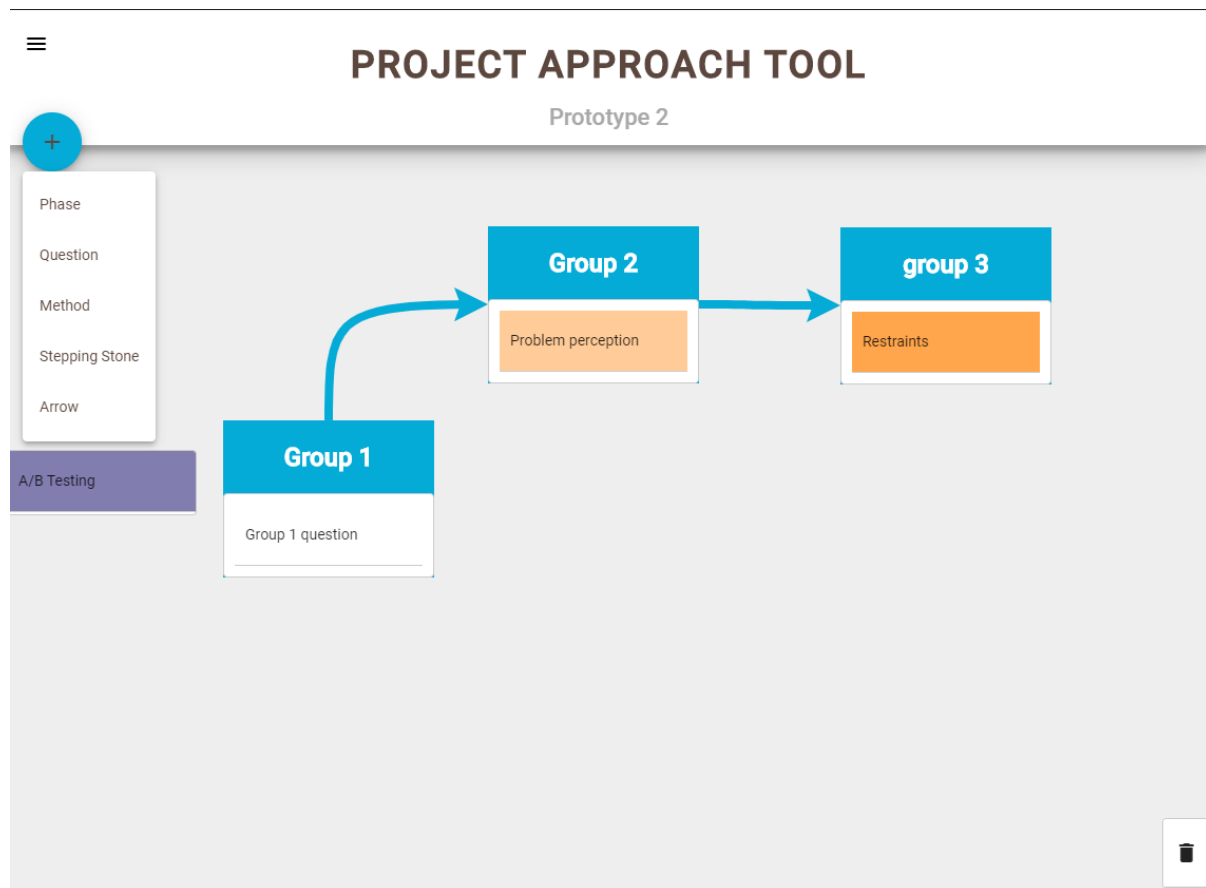 PROJECT APPROACH TOOL
Prototype 2
+
Phase
Question
Method
Stepping Stone
Arrow
A/B Testing
Group 1
Group 1 question
Group 2
Problem perception
group 3
Restraints